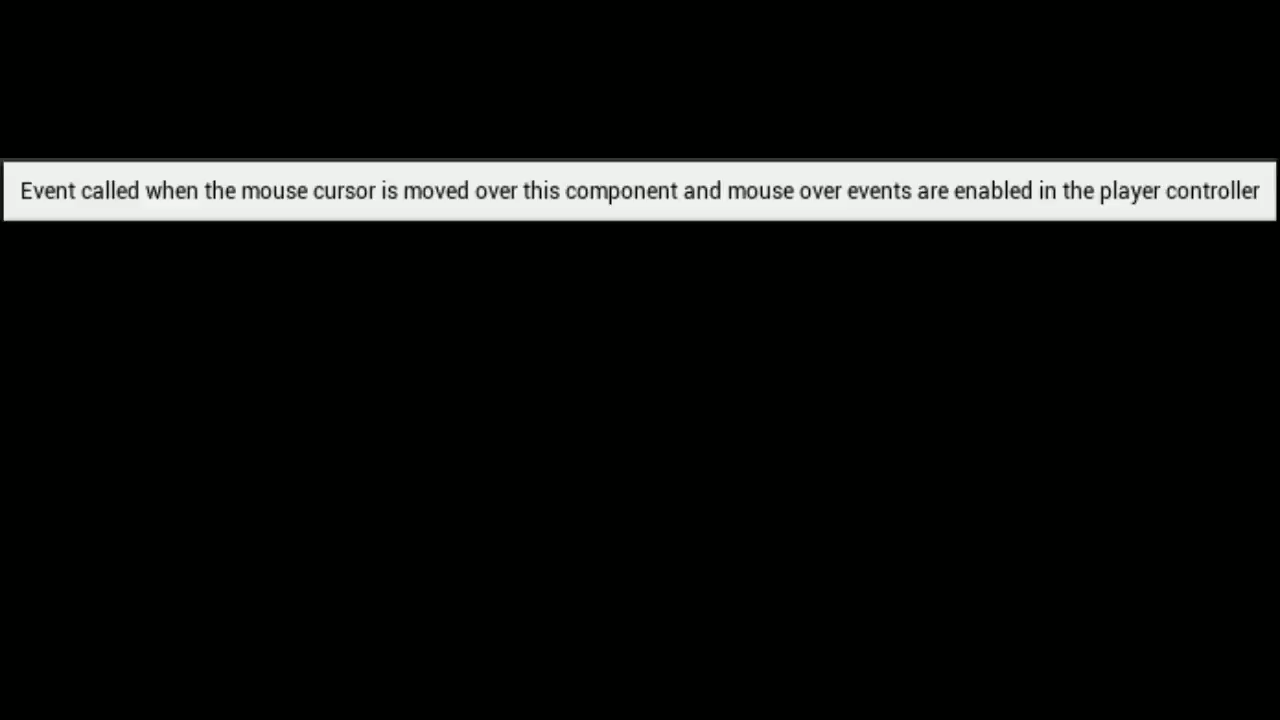 Event called when the mouse cursor is moved over this component and mouse over events are enabled in the player controller